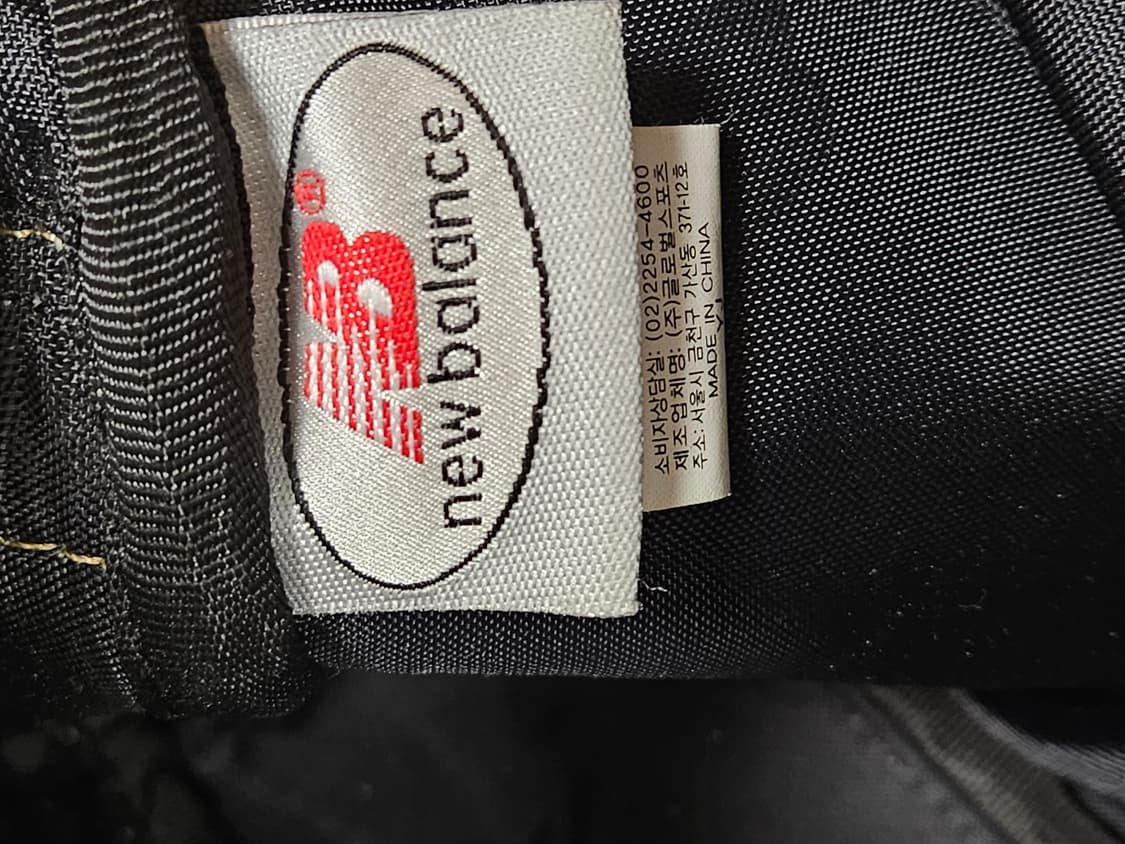 NB®
new balance
소비자상담실: (02)2254-4600
제조업체명: (주)글로벌스포츠
주소: 서울시 금천구 가산동 371-12호
MADE IN CHINA